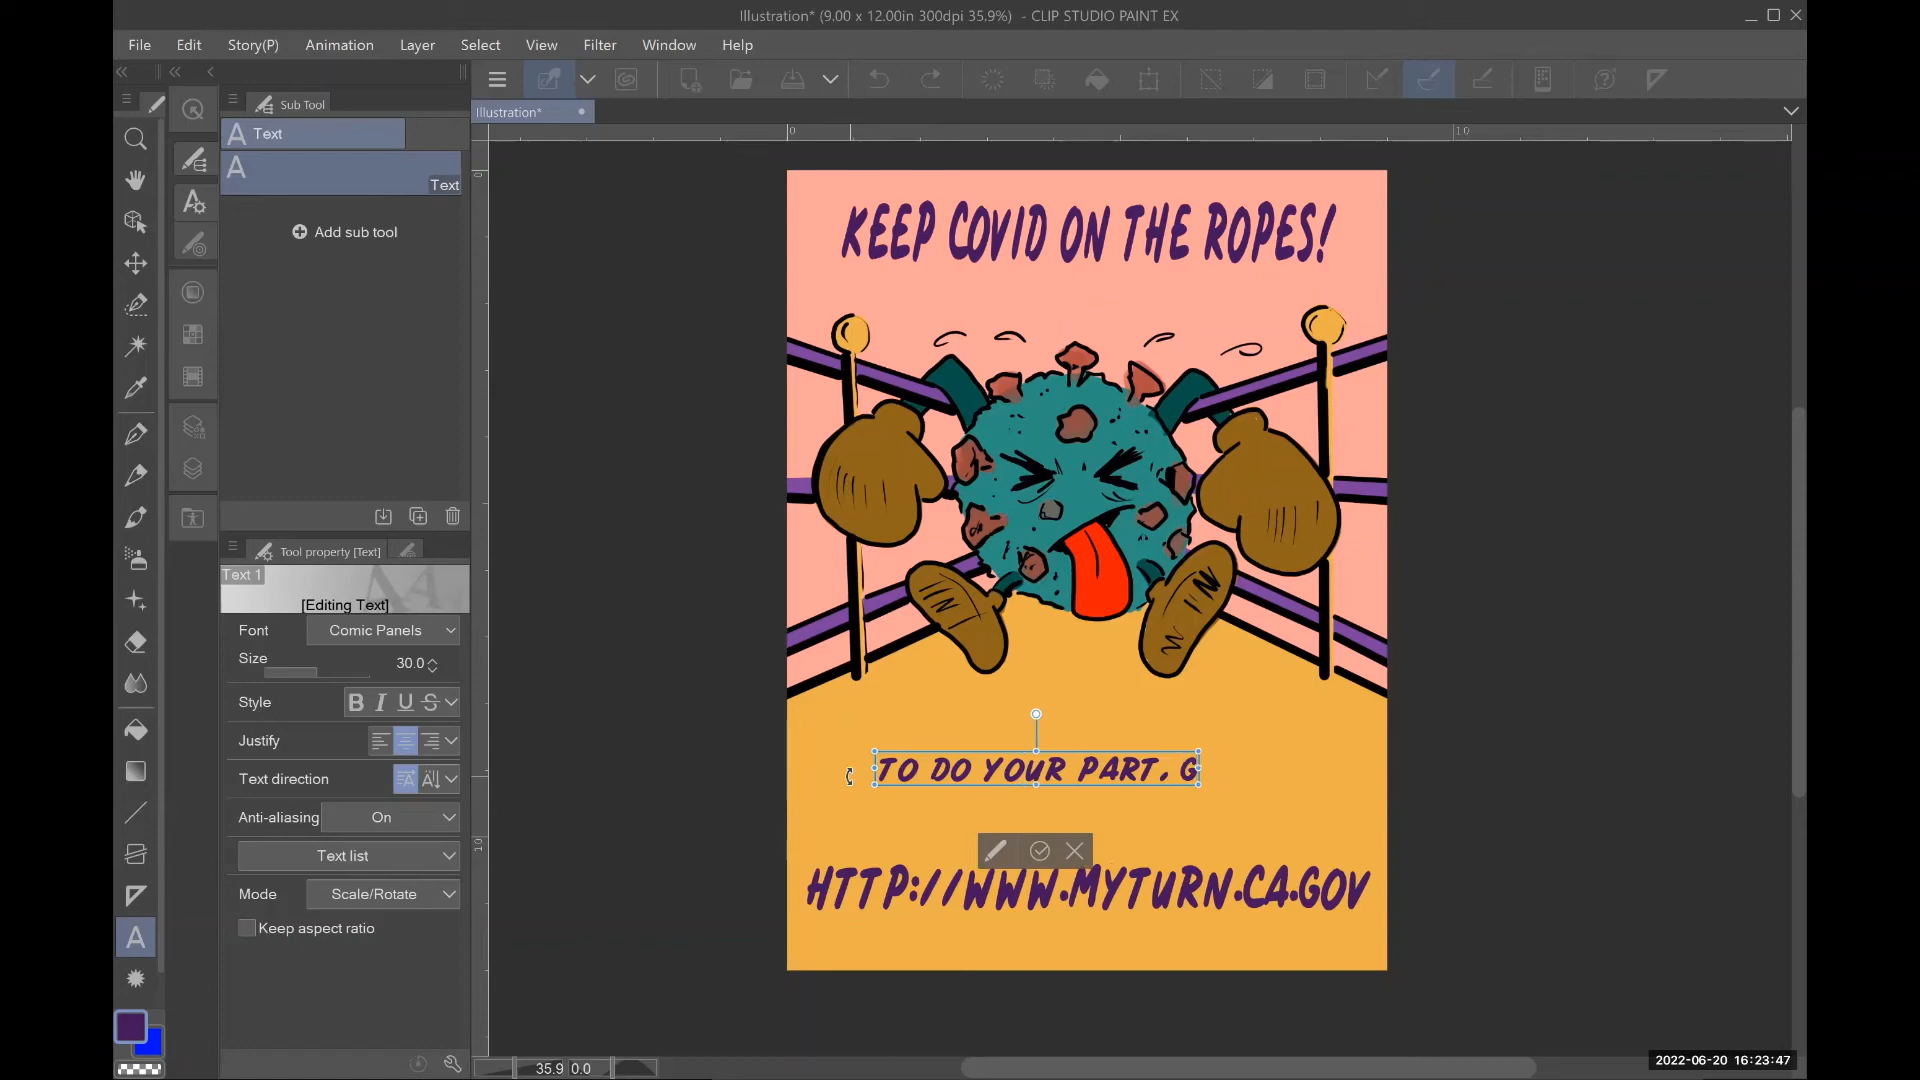 Illustration* (9.00 x 12.00in 300dpi 35.9%) - CLIP STUDIO PAINT EX
File Edit Story(P) Animation Layer Select View Filter Window Help
Sub Tool
Illustration*
Text
Text
Add sub tool
0
10
0
10
Tool property [Text]
Text 1
[Editing Text]
Font Comic Panels
Size 30.0
Style B I U S
Justify
Text direction
Anti-aliasing On
Text list
Mode Scale/Rotate
Keep aspect ratio
KEEP COVID ON THE ROPES!
TO DO YOUR PART, G
HTTP://WWW.MYTURN.CA.GOV
35.9 0.0
2022-06-20 16:23:47